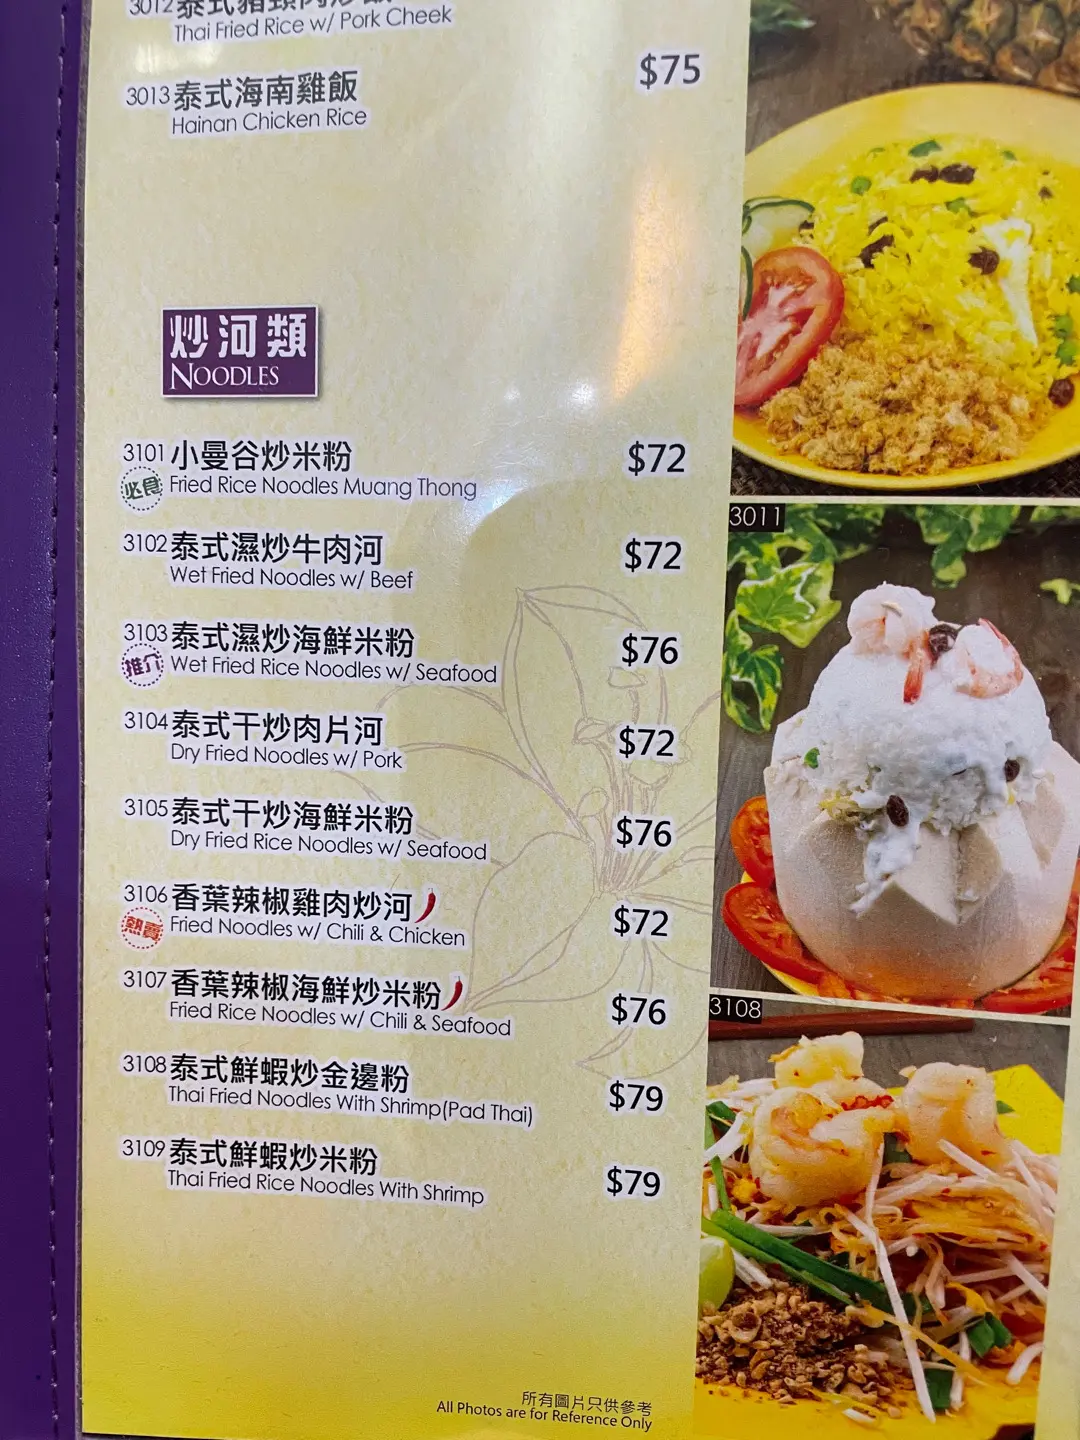 3012 泰式豬頸肉炒飯
Thai Fried Rice w/ Pork Cheek
3013 泰式海南雞飯 $75
Hainan Chicken Rice
炒河類
NOODLES
3101 小曼谷炒米粉 $72
必食 Fried Rice Noodles Muang Thong
3102 泰式濕炒牛肉河 $72
Wet Fried Noodles w/ Beef
3103 泰式濕炒海鮮米粉 $76
推介 Wet Fried Rice Noodles w/ Seafood
3104 泰式干炒肉片河 $72
Dry Fried Noodles w/ Pork
3105 泰式干炒海鮮米粉 $76
Dry Fried Rice Noodles w/ Seafood
3106 香葉辣椒雞肉炒河 $72
熱賣 Fried Noodles w/ Chili & Chicken
3107 香葉辣椒海鮮炒米粉 $76
Fried Rice Noodles w/ Chili & Seafood
3108 泰式鮮蝦炒金邊粉 $79
Thai Fried Noodles With Shrimp(Pad Thai)
3109 泰式鮮蝦炒米粉 $79
Thai Fried Rice Noodles With Shrimp
3011
3108
所有圖片只供參考
All Photos are for Reference Only